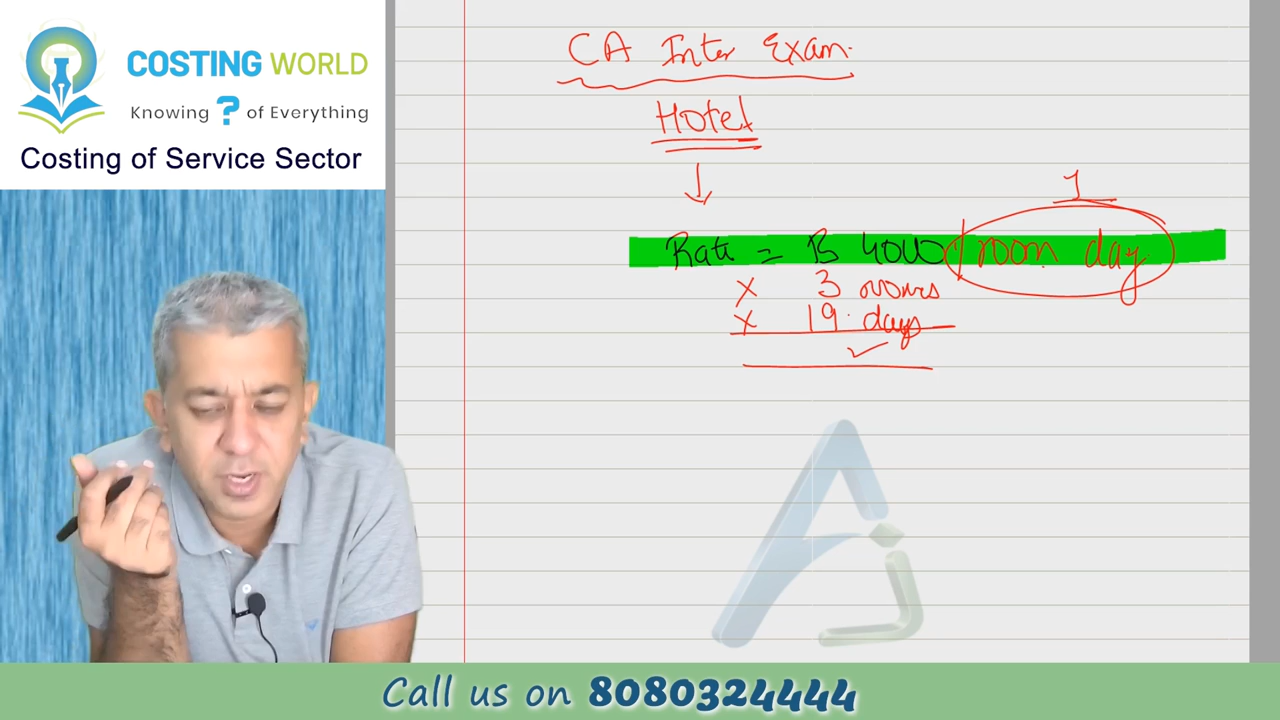 COSTING WORLD
Knowing ? of Everything
Costing of Service Sector
CA Inter Exam.
Hotel
1
Rate = ₨ 4000 /room day
× 3 rooms
× 19 days
Call us on 8080324444